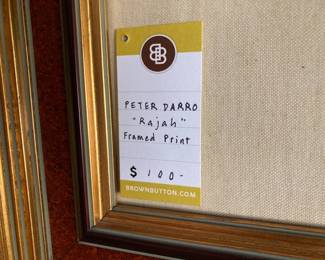 BB
PETER DARRO
"Rajah"
Framed Print
$ 100-
BROWNBUTTON.COM